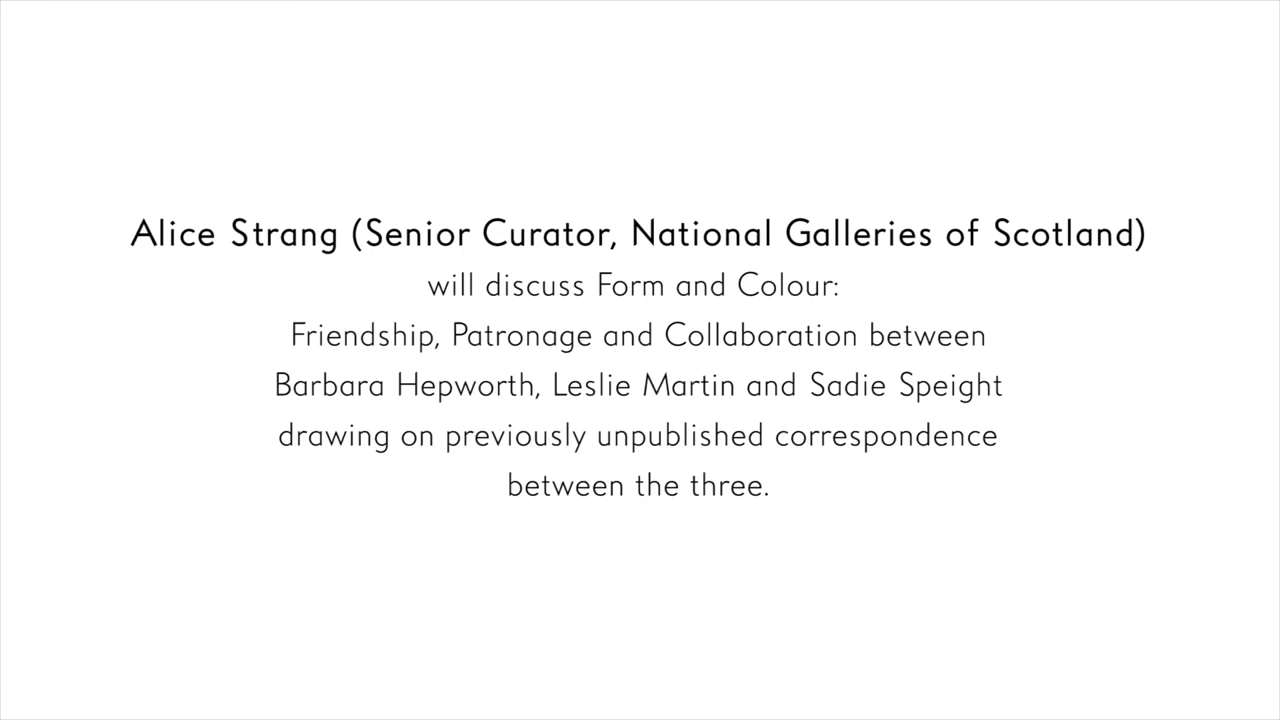 Alice Strang (Senior Curator, National Galleries of Scotland)
will discuss Form and Colour:
Friendship, Patronage and Collaboration between
Barbara Hepworth, Leslie Martin and Sadie Speight
drawing on previously unpublished correspondence
between the three.